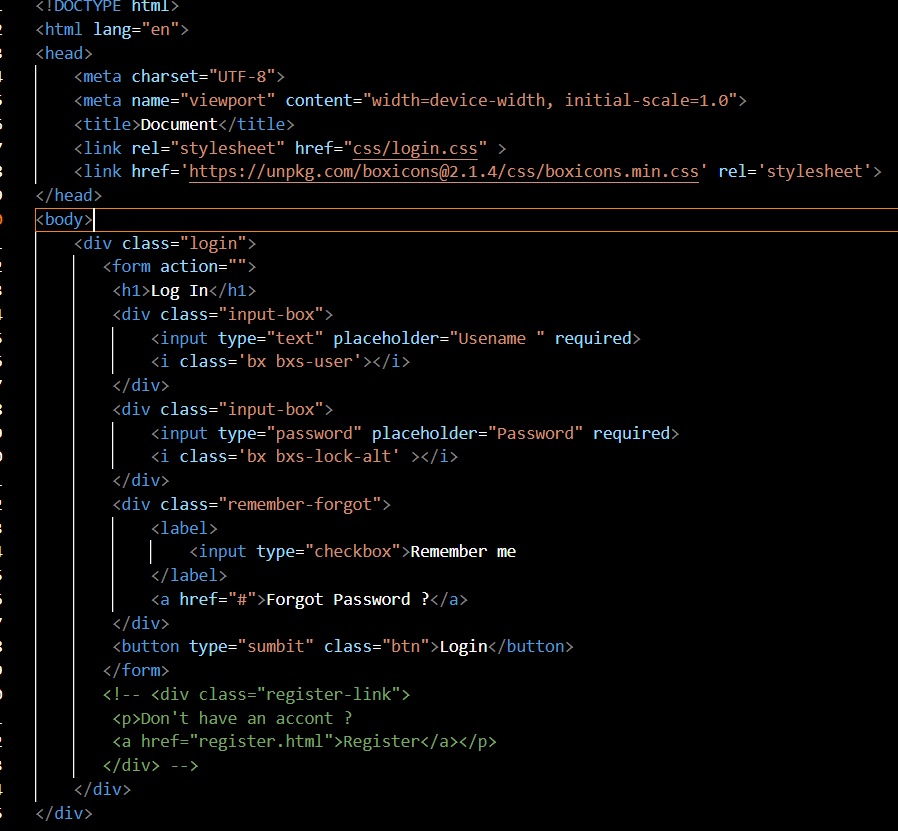 <!DOCTYPE html>
<html lang="en">
<head>
<meta charset="UTF-8">
<meta name="viewport" content="width=device-width, initial-scale=1.0">
<title>Document</title>
<link rel="stylesheet" href="css/login.css" >
<link href='https://unpkg.com/boxicons@2.1.4/css/boxicons.min.css' rel='stylesheet'>
</head>
<body>
<div class="login">
<form action="">
<h1>Log In</h1>
<div class="input-box">
<input type="text" placeholder="Usename " required>
<i class='bx bxs-user'></i>
</div>
<div class="input-box">
<input type="password" placeholder="Password" required>
<i class='bx bxs-lock-alt' ></i>
</div>
<div class="remember-forgot">
<label>
<input type="checkbox">Remember me
</label>
<a href="#">Forgot Password ?</a>
</div>
<button type="sumbit" class="btn">Login</button>
</form>
<!-- <div class="register-link">
<p>Don't have an accont ?
<a href="register.html">Register</a></p>
</div> -->
</div>
</div>